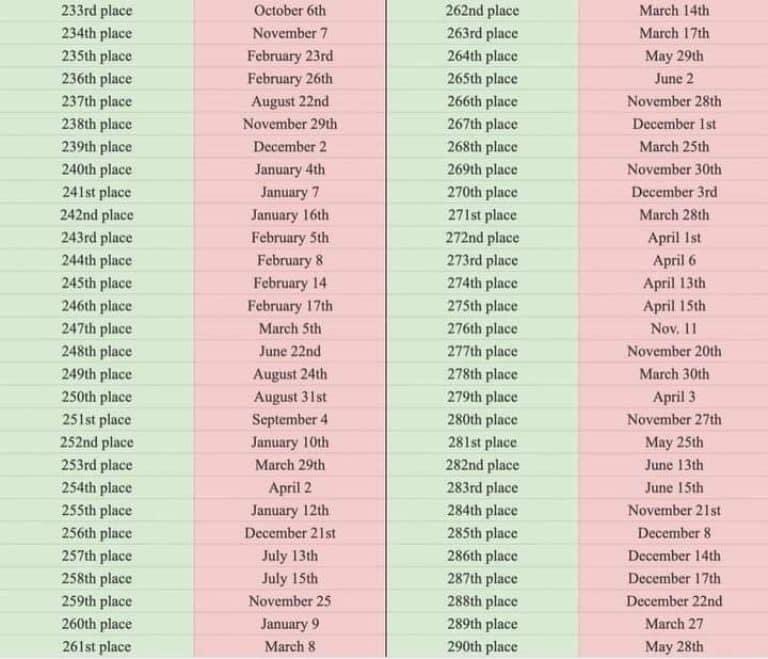 233rd place October 6th 262nd place March 14th
234th place November 7 263rd place March 17th
235th place February 23rd 264th place May 29th
236th place February 26th 265th place June 2
237th place August 22nd 266th place November 28th
238th place November 29th 267th place December 1st
239th place December 2 268th place March 25th
240th place January 4th 269th place November 30th
241st place January 7 270th place December 3rd
242nd place January 16th 271st place March 28th
243rd place February 5th 272nd place April 1st
244th place February 8 273rd place April 6
245th place February 14 274th place April 13th
246th place February 17th 275th place April 15th
247th place March 5th 276th place Nov. 11
248th place June 22nd 277th place November 20th
249th place August 24th 278th place March 30th
250th place August 31st 279th place April 3
251st place September 4 280th place November 27th
252nd place January 10th 281st place May 25th
253rd place March 29th 282nd place June 13th
254th place April 2 283rd place June 15th
255th place January 12th 284th place November 21st
256th place December 21st 285th place December 8
257th place July 13th 286th place December 14th
258th place July 15th 287th place December 17th
259th place November 25 288th place December 22nd
260th place January 9 289th place March 27
261st place March 8 290th place May 28th